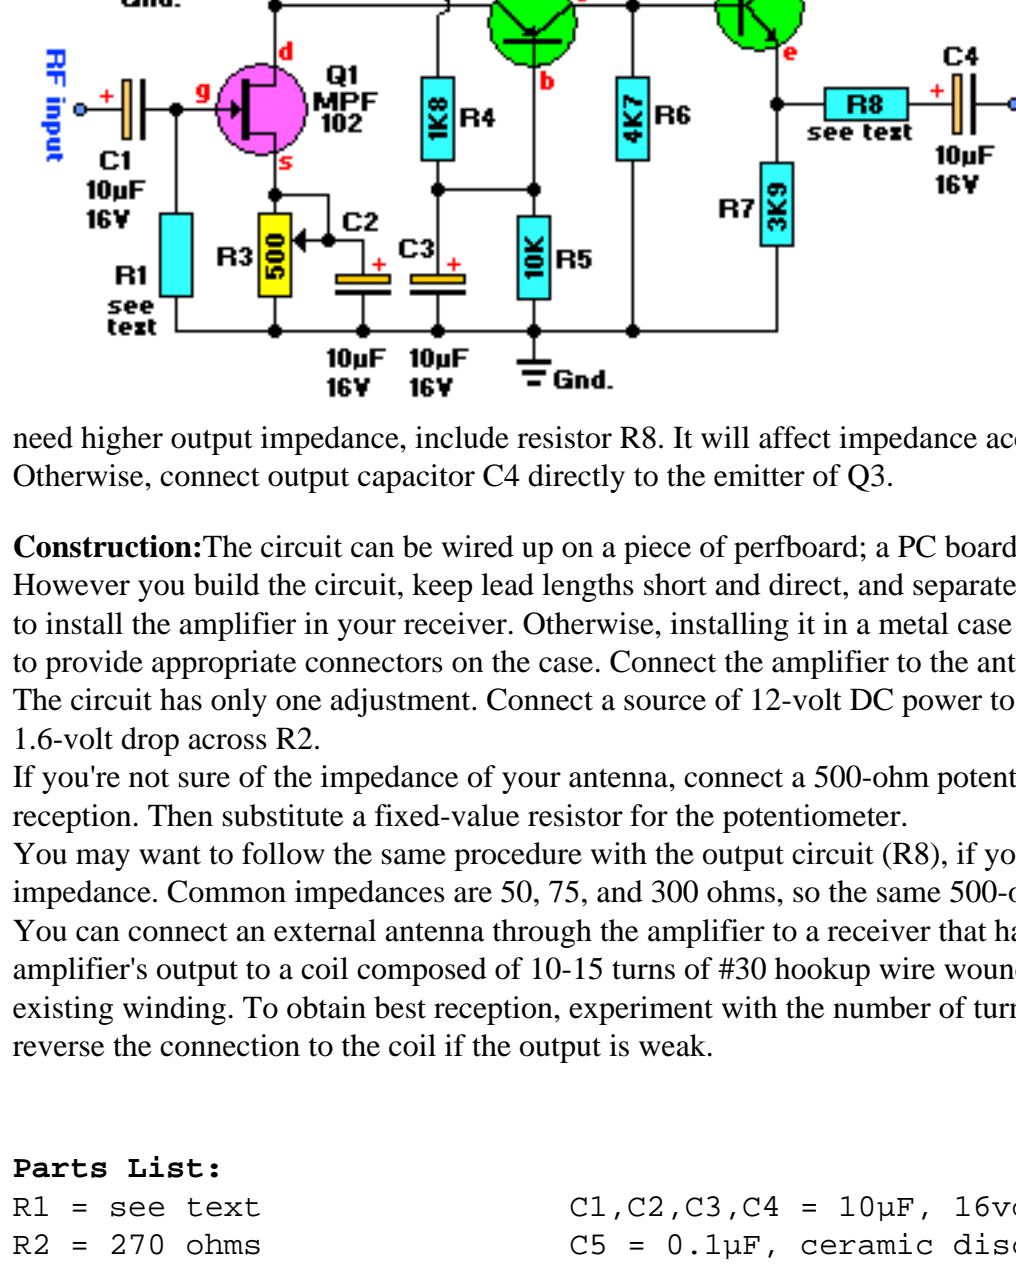 Gnd.
d
e
b
g
s
e
RF input
C1
10µF
16V
Q1
MPF
102
1K8
R4
4K7
R6
R8
see text
C4
10µF
16V
R7
3K9
R1
see
text
R3
500
C2
C3
10K
R5
10µF
16V
10µF
16V
Gnd.
need higher output impedance, include resistor R8. It will affect impedance
Otherwise, connect output capacitor C4 directly to the emitter of Q3.
Construction:The circuit can be wired up on a piece of perfboard; a PC board
However you build the circuit, keep lead lengths short and direct, and separate
to install the amplifier in your receiver. Otherwise, installing it in a metal case
to provide appropriate connectors on the case. Connect the amplifier to the ant
The circuit has only one adjustment. Connect a source of 12-volt DC power to
1.6-volt drop across R2.
If you're not sure of the impedance of your antenna, connect a 500-ohm potent
reception. Then substitute a fixed-value resistor for the potentiometer.
You may want to follow the same procedure with the output circuit (R8), if yo
impedance. Common impedances are 50, 75, and 300 ohms, so the same 500-
You can connect an external antenna through the amplifier to a receiver that ha
amplifier's output to a coil composed of 10-15 turns of #30 hookup wire woun
existing winding. To obtain best reception, experiment with the number of turn
reverse the connection to the coil if the output is weak.
Parts List:
R1 = see text C1,C2,C3,C4 = 10µF, 16v
R2 = 270 ohms C5 = 0.1µF, ceramic disc